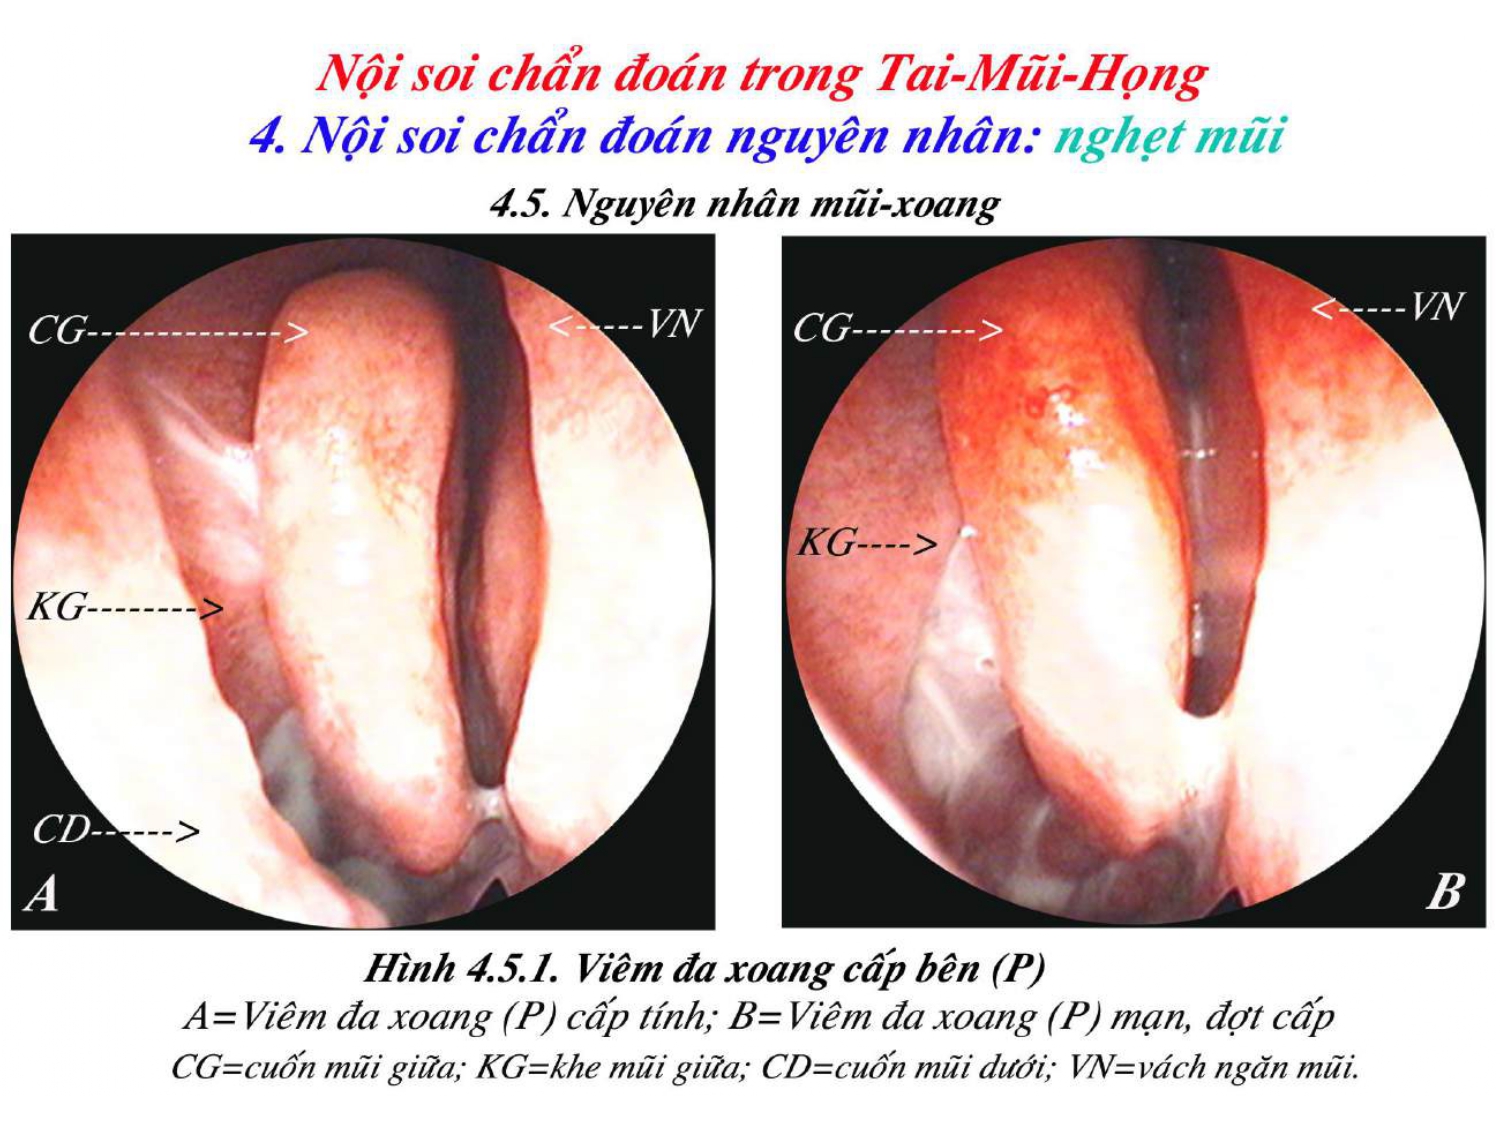 Nội soi chẩn đoán trong Tai-Mũi-Họng
4. Nội soi chẩn đoán nguyên nhân: nghẹt mũi
4.5. Nguyên nhân mũi-xoang
CG-------------->
<-----VN
KG-------->
CD------>
A
CG--------->
<-----VN
KG---->
B
Hình 4.5.1. Viêm đa xoang cấp bên (P)
A=Viêm đa xoang (P) cấp tính; B=Viêm đa xoang (P) mạn, đợt cấp
CG=cuốn mũi giữa; KG=khe mũi giữa; CD=cuốn mũi dưới; VN=vách ngăn mũi.